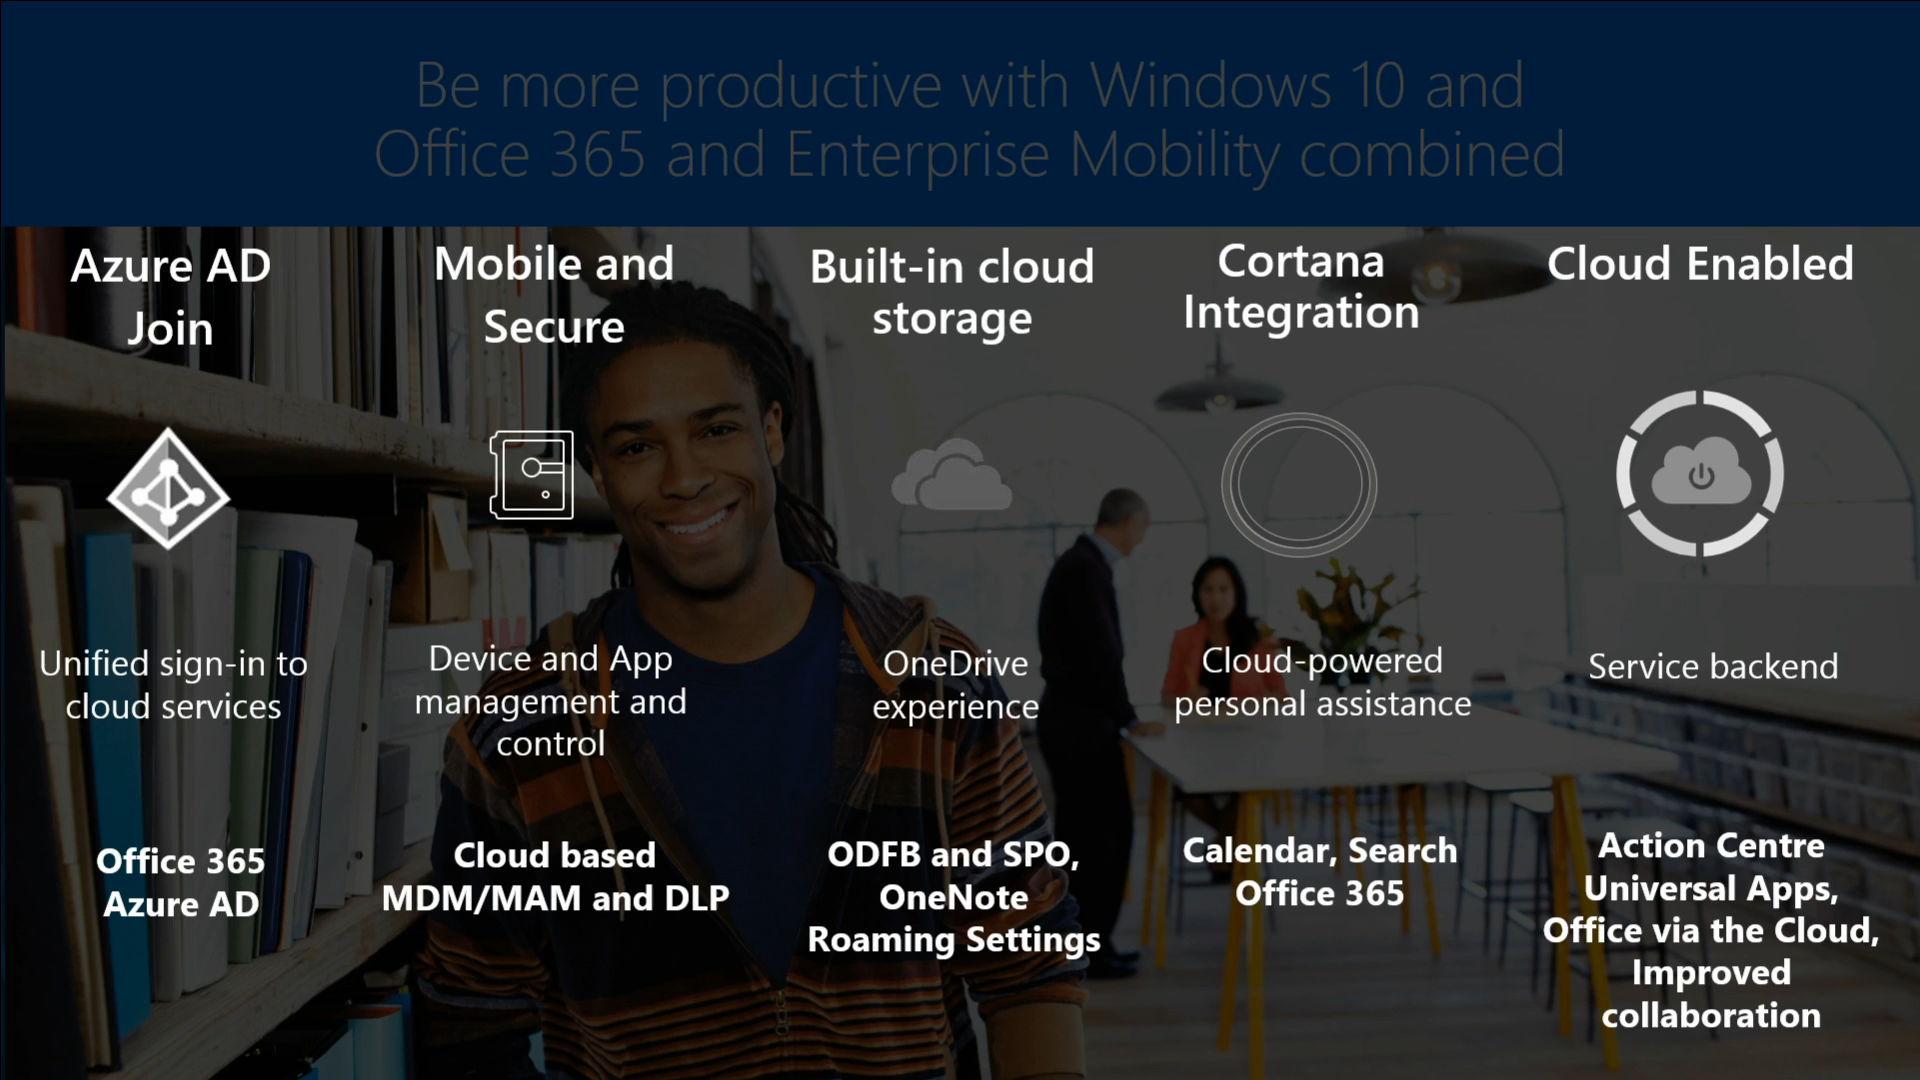 Be more productive with Windows 10 and
Office 365 and Enterprise Mobility combined
Azure AD
Join
Unified sign-in to
cloud services
Office 365
Azure AD
Mobile and
Secure
Device and App
management and
control
Cloud based
MDM/MAM and DLP
Built-in cloud
storage
OneDrive
experience
ODFB and SPO,
OneNote
Roaming Settings
Cortana
Integration
Cloud-powered
personal assistance
Calendar, Search
Office 365
Cloud Enabled
Service backend
Action Centre
Universal Apps,
Office via the Cloud,
Improved
collaboration